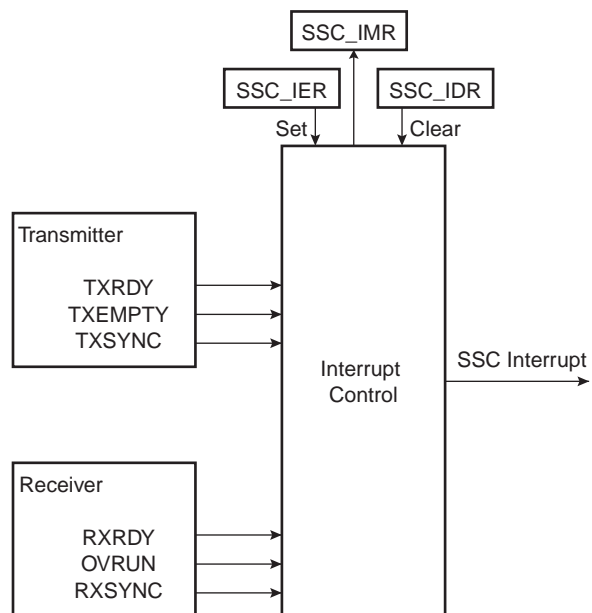 SSC_IMR
SSC_IER
SSC_IDR
Set
Clear
Transmitter
TXRDY
TXEMPTY
TXSYNC
Interrupt
Control
SSC Interrupt
Receiver
RXRDY
OVRUN
RXSYNC